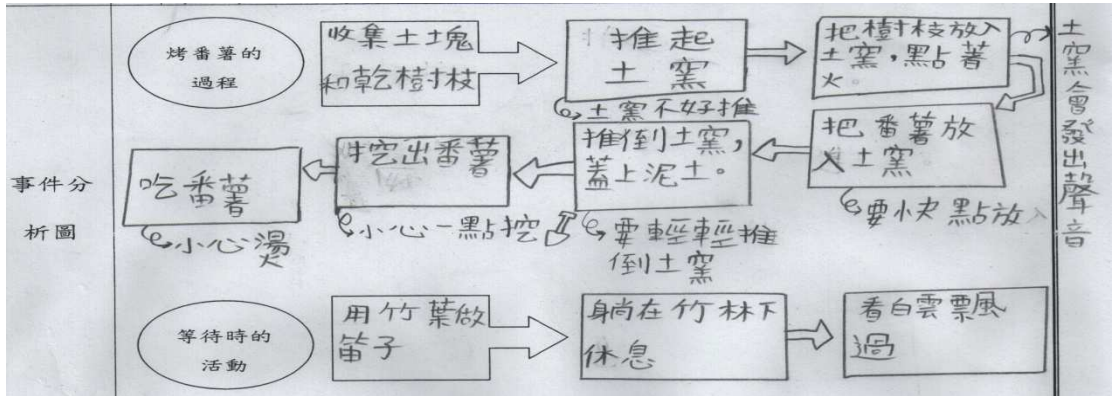 事件分
析圖
烤番薯的
過程
收集土塊
和乾樹枝
推起
土窯
土窯不好推
把樹枝放入
土窯,點著
火。
土窯會發出聲音
把番薯放
入土窯
要快點放入
推倒土窯,
蓋上泥土。
要輕輕推
倒土窯
挖出番薯
小心一點挖
吃番薯
小心燙
等待時的
活動
用竹葉做
笛子
躺在竹林下
休息
看白雲飄
過